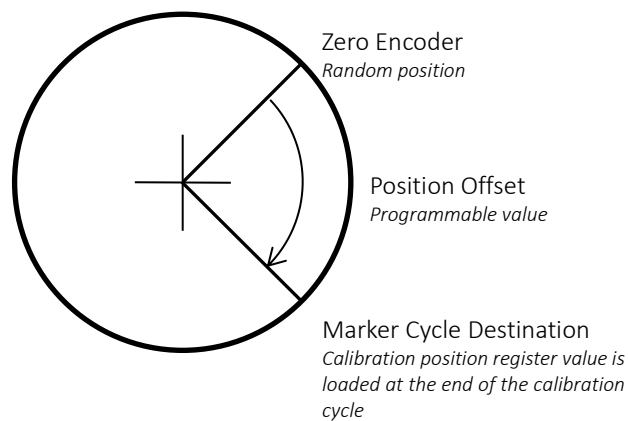 Zero Encoder
Random position
Position Offset
Programmable value
Marker Cycle Destination
Calibration position register value is
loaded at the end of the calibration
cycle